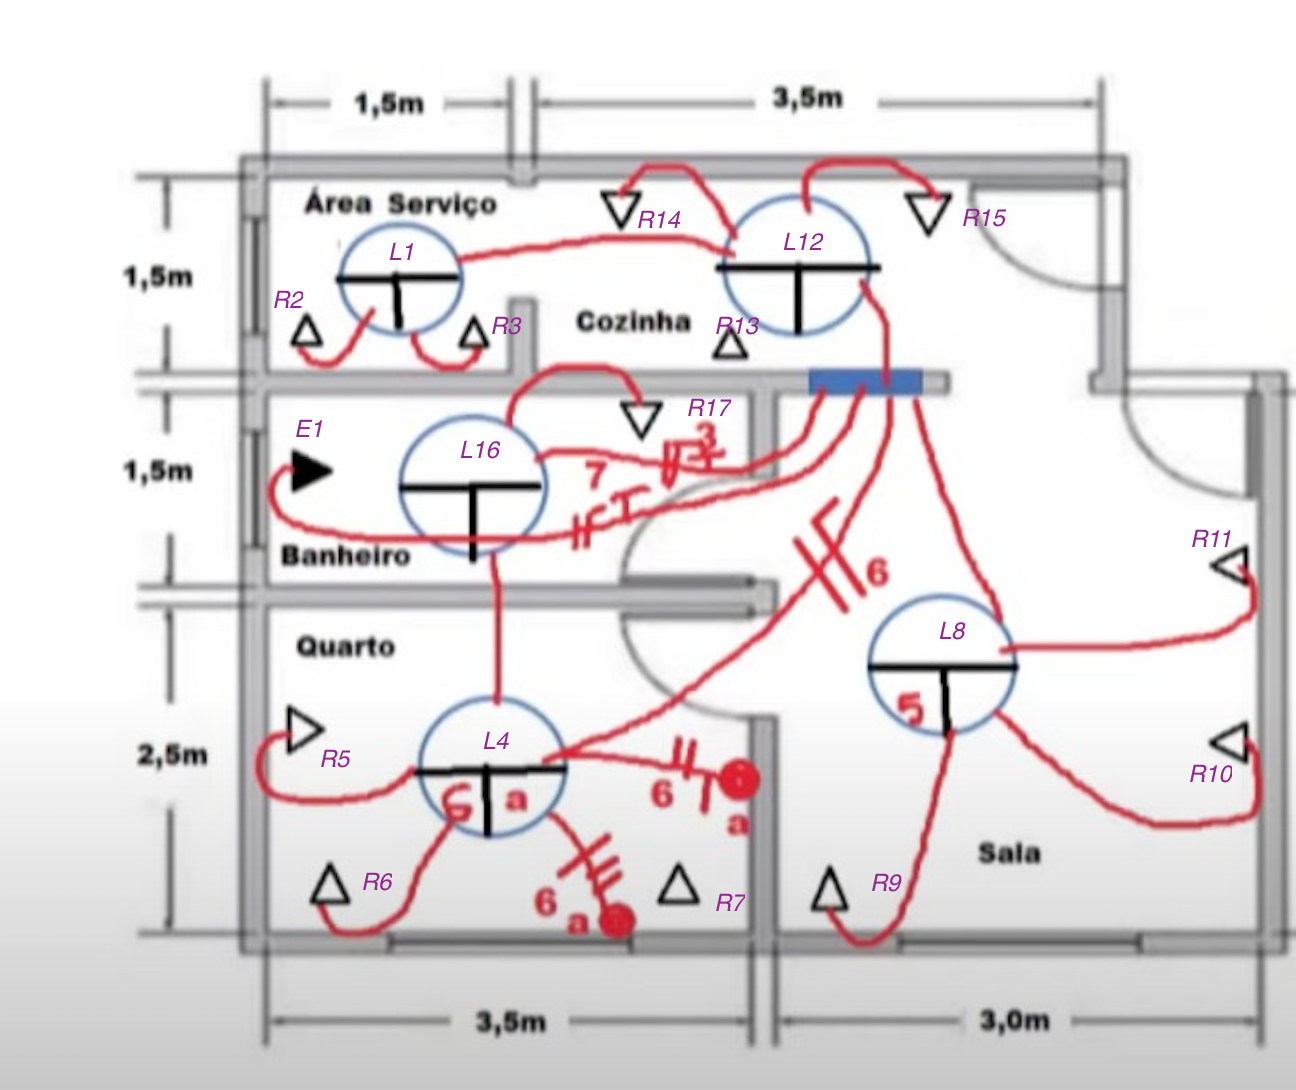 1,5m
3,5m
Área Serviço
L1
R14
L12
R15
1,5m
R2
R3
Cozinha
R13
E1
L16
R17
3
1,5m
7
T
Banheiro
6
R11
Quarto
L8
5
L4
R5
2,5m
6
a
6
a
R10
R6
6
a
R7
R9
Sala
3,5m
3,0m